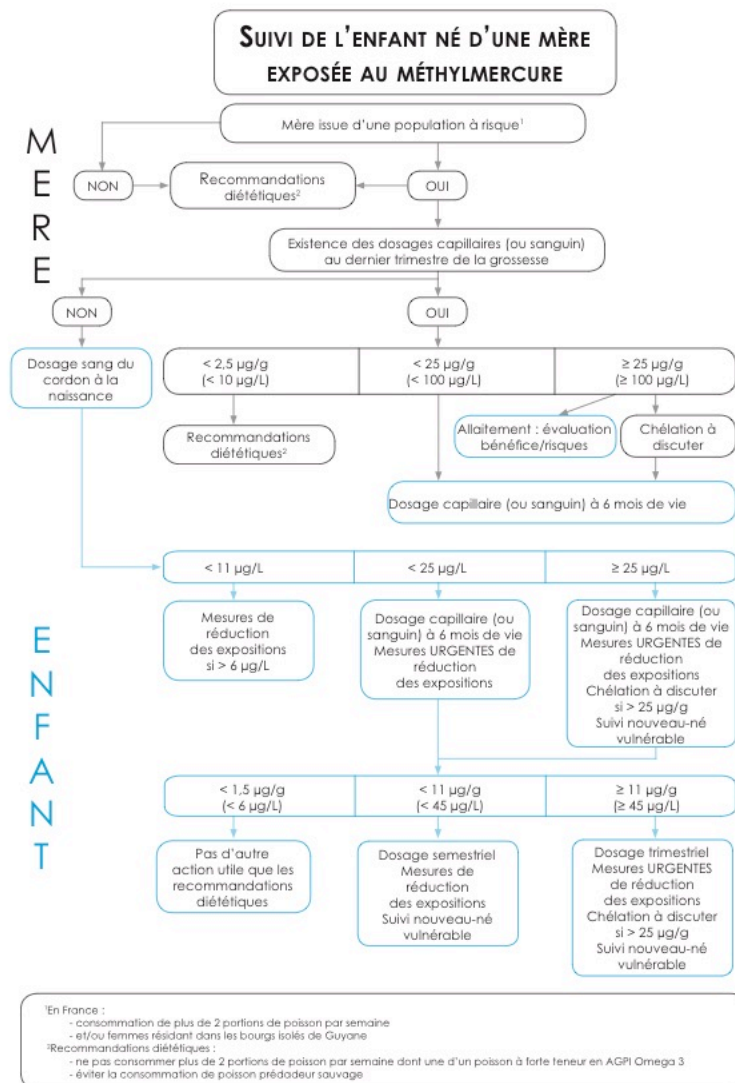 SUIVI DE L'ENFANT NÉ D'UNE MÈRE
EXPOSÉE AU MÉTHYLMERCURE
MERE
Mère issue d'une population à risque¹
NON
Recommandations
diététiques²
OUI
Existence des dosages capillaires (ou sanguin)
au dernier trimestre de la grossesse
NON
OUI
Dosage sang du
cordon à la
naissance
< 2,5 µg/g
(< 10 µg/L)
< 25 µg/g
(< 100 µg/L)
≥ 25 µg/g
(≥ 100 µg/L)
Recommandations
diététiques²
Allaitement : évaluation
bénéfice/risques
Chélation à
discuter
Dosage capillaire (ou sanguin) à 6 mois de vie
ENFANT
< 11 µg/L
< 25 µg/L
≥ 25 µg/L
Mesures de
réduction
des expositions
si > 6 µg/L
Dosage capillaire (ou
sanguin) à 6 mois de vie
Mesures URGENTES de
réduction
des expositions
Dosage capillaire (ou
sanguin) à 6 mois de vie
Mesures URGENTES de
réduction
des expositions
Chélation à discuter
si > 25 µg/g
Suivi nouveau-né
vulnérable
< 1,5 µg/g
(< 6 µg/L)
< 11 µg/g
(< 45 µg/L)
≥ 11 µg/g
(≥ 45 µg/L)
Pas d'autre
action utile que les
recommandations
diététiques
Dosage semestriel
Mesures de
réduction
des expositions
Suivi nouveau-né
vulnérable
Dosage trimestriel
Mesures URGENTES
de réduction
des expositions
Chélation à discuter
si > 25 µg/g
Suivi nouveau-né
vulnérable
¹En France :
- consommation de plus de 2 portions de poisson par semaine
- et/ou femmes résidant dans les bourgs isolés de Guyane
²Recommandations diététiques :
- ne pas consommer plus de 2 portions de poisson par semaine dont une d'un poisson à forte teneur en AGPI Omega 3
- éviter la consommation de poisson prédadeur sauvage